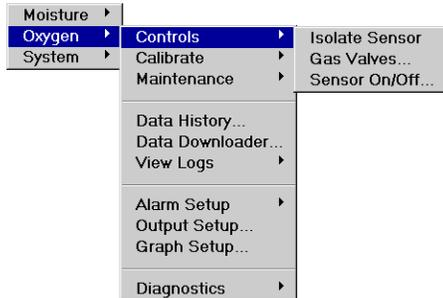 Moisture
Oxygen
System
Controls
Calibrate
Maintenance
Data History...
Data Downloader...
View Logs
Alarm Setup
Output Setup...
Graph Setup...
Diagnostics
Isolate Sensor
Gas Valves...
Sensor On/Off...